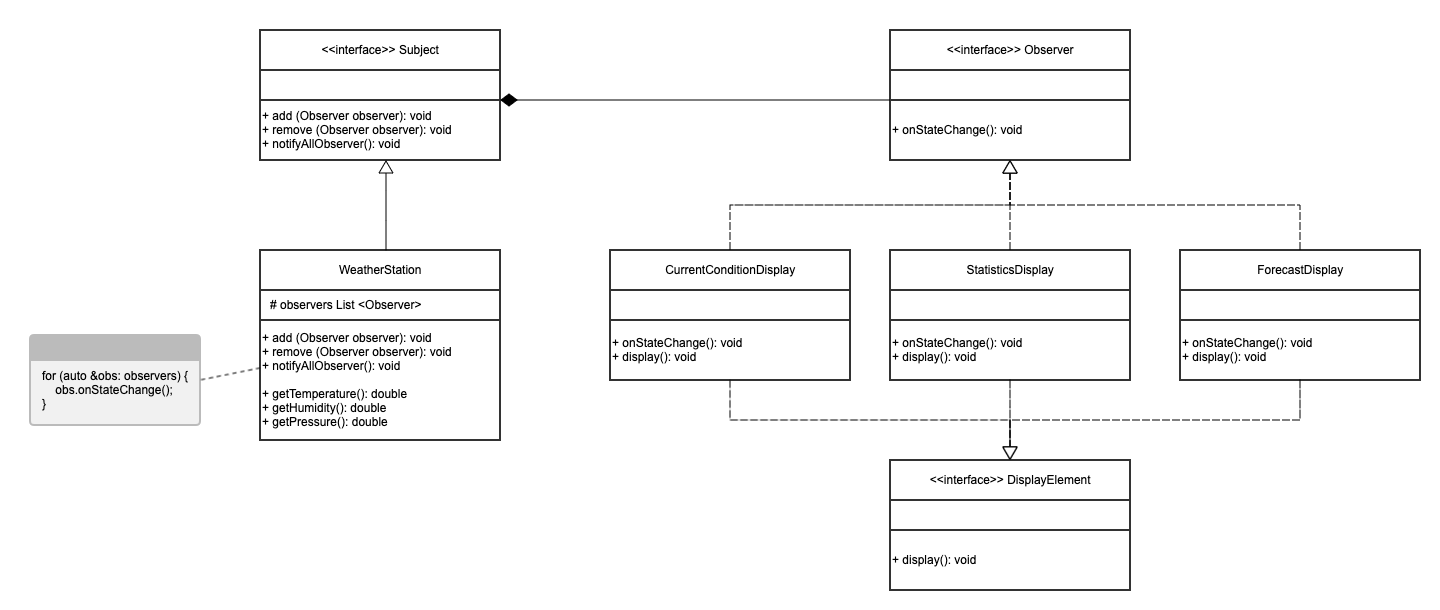 <<interface>> Subject
+ add (Observer observer): void
+ remove (Observer observer): void
+ notifyAllObserver(): void
<<interface>> Observer
+ onStateChange(): void
WeatherStation
# observers List <Observer>
+ add (Observer observer): void
+ remove (Observer observer): void
+ notifyAllObserver(): void
+ getTemperature(): double
+ getHumidity(): double
+ getPressure(): double
for (auto &obs: observers) {
obs.onStateChange();
}
CurrentConditionDisplay
+ onStateChange(): void
+ display(): void
StatisticsDisplay
+ onStateChange(): void
+ display(): void
ForecastDisplay
+ onStateChange(): void
+ display(): void
<<interface>> DisplayElement
+ display(): void